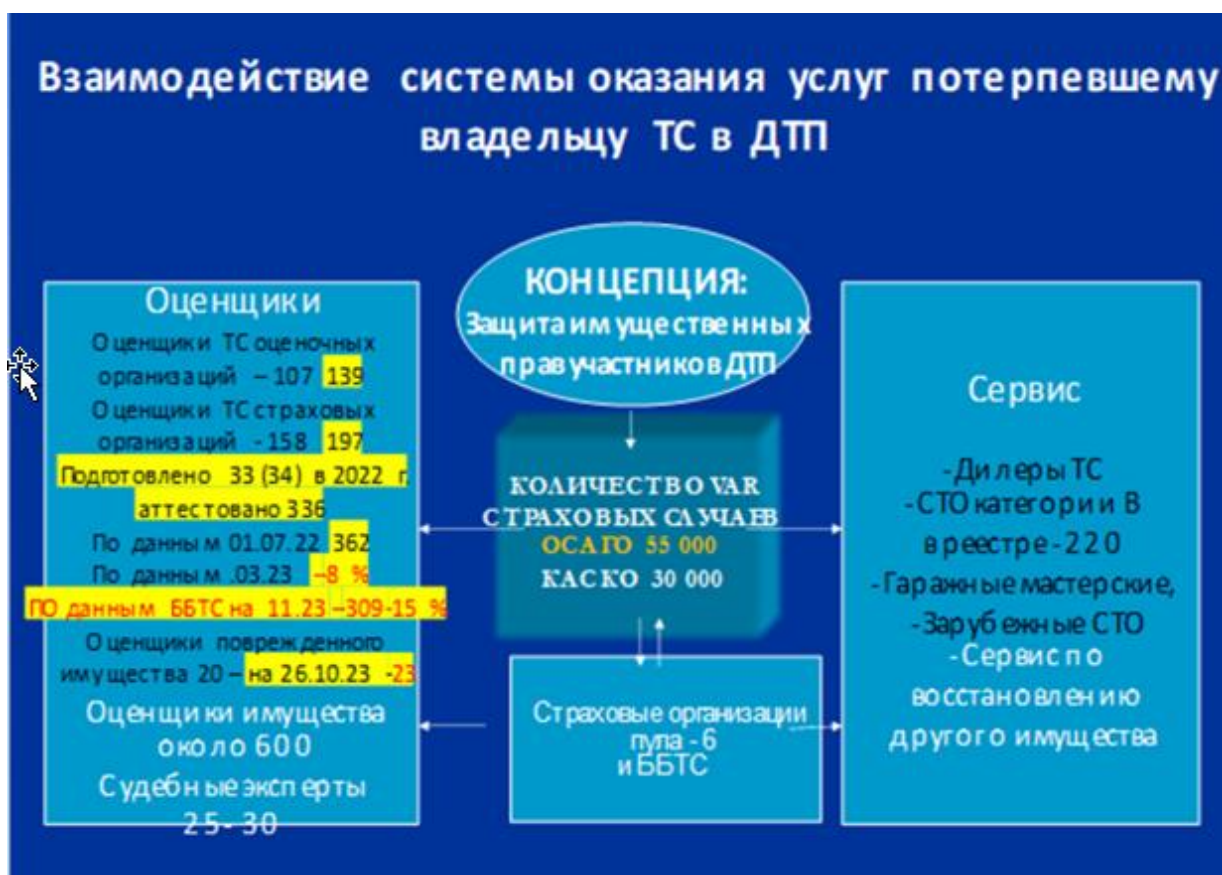 Взаимодействие системы оказания услуг потерпевшему
владельцу ТС в ДТП
Оценщики
Оценщики ТС оценочных
организаций – 107 139
Оценщики ТС страховых
организаций - 158 197
Подготовлено 33 (34) в 2022 г.
аттестовано 336
По данным 01.07.22 362
По данным .03.23 –8 %
ПО данным ББТС на 11.23 –309-15 %
Оценщики поврежденного
имущества 20 – на 26.10.23 -23
Оценщики имущества
около 600
Судебные эксперты
25- 30
КОНЦЕПЦИЯ:
Защита имущественных
прав участников ДТП
КОЛИЧЕСТВО VAR
СТРАХОВЫХ СЛУЧАЕВ
ОСАГО 55 000
КАСКО 30 000
Страховые организации
пула - 6
и ББТС
Сервис
-Дилеры ТС
-СТО категории В
в реестре -220
-Гаражные мастерские,
-Зарубежные СТО
-Сервис по
восстановлению
другого имущества